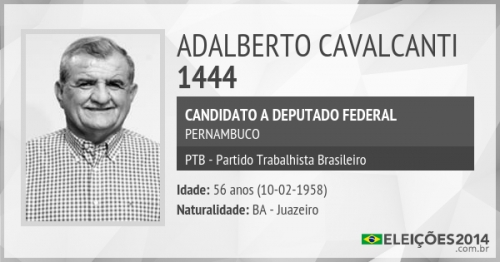 ADALBERTO CAVALCANTI
1444
CANDIDATO A DEPUTADO FEDERAL
PERNAMBUCO
PTB - Partido Trabalhista Brasileiro
Idade: 56 anos (10-02-1958)
Naturalidade: BA - Juazeiro
ELEIÇÕES2014
.com.br